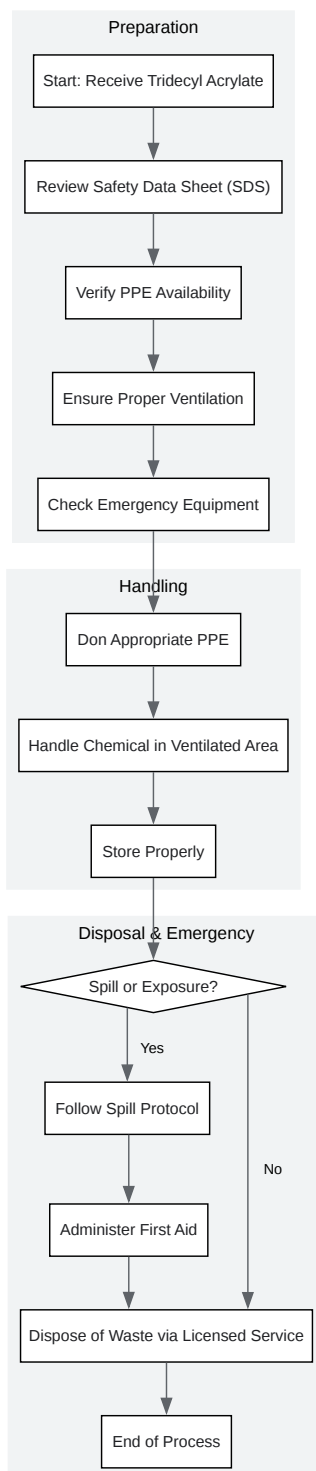 Preparation
Start: Receive Tridecyl Acrylate
Review Safety Data Sheet (SDS)
Verify PPE Availability
Ensure Proper Ventilation
Check Emergency Equipment
Handling
Don Appropriate PPE
Handle Chemical in Ventilated Area
Store Properly
Disposal & Emergency
Spill or Exposure?
Yes
Follow Spill Protocol
No
Administer First Aid
Dispose of Waste via Licensed Service
End of Process